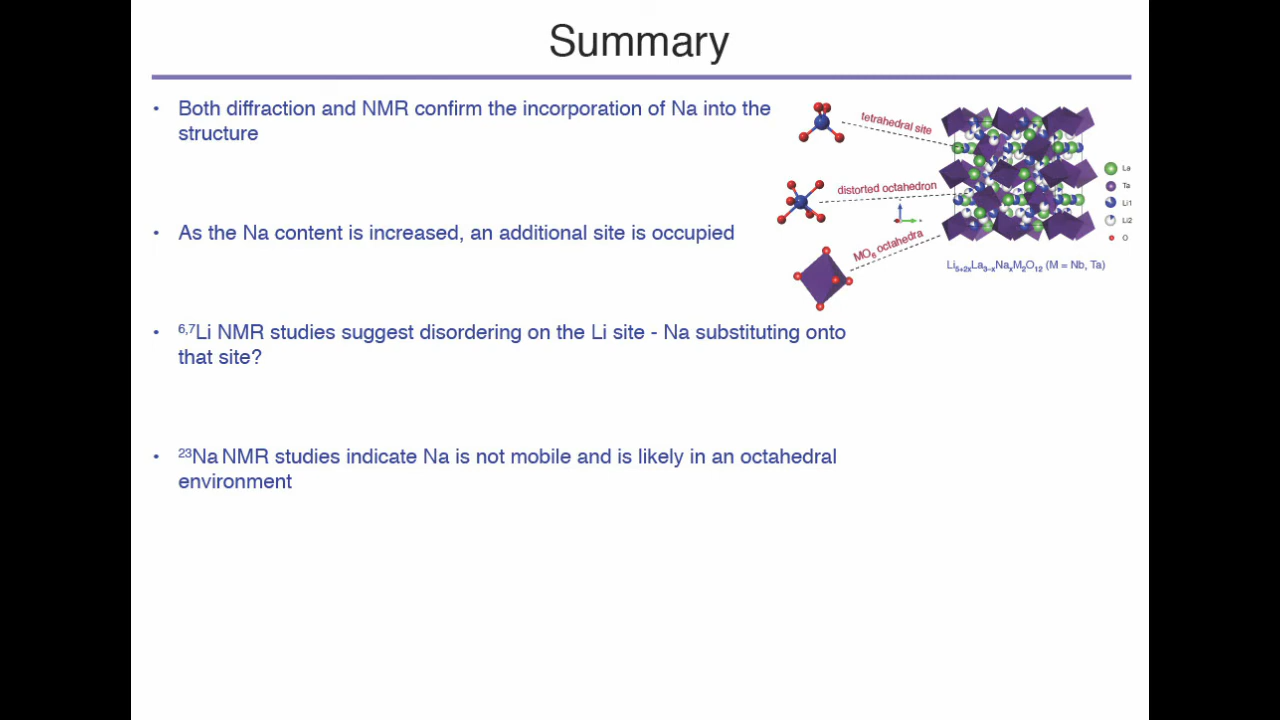 Summary
• Both diffraction and NMR confirm the incorporation of Na into the
structure
• As the Na content is increased, an additional site is occupied
• ⁶,⁷Li NMR studies suggest disordering on the Li site - Na substituting onto
that site?
• ²³Na NMR studies indicate Na is not mobile and is likely in an octahedral
environment
tetrahedral site
distorted octahedron
MO₆ octahedra
La
Ta
Li1
Li2
O
Li₅₊₂ₓLa₃₋ₓNaₓM₂O₁₂ (M = Nb, Ta)